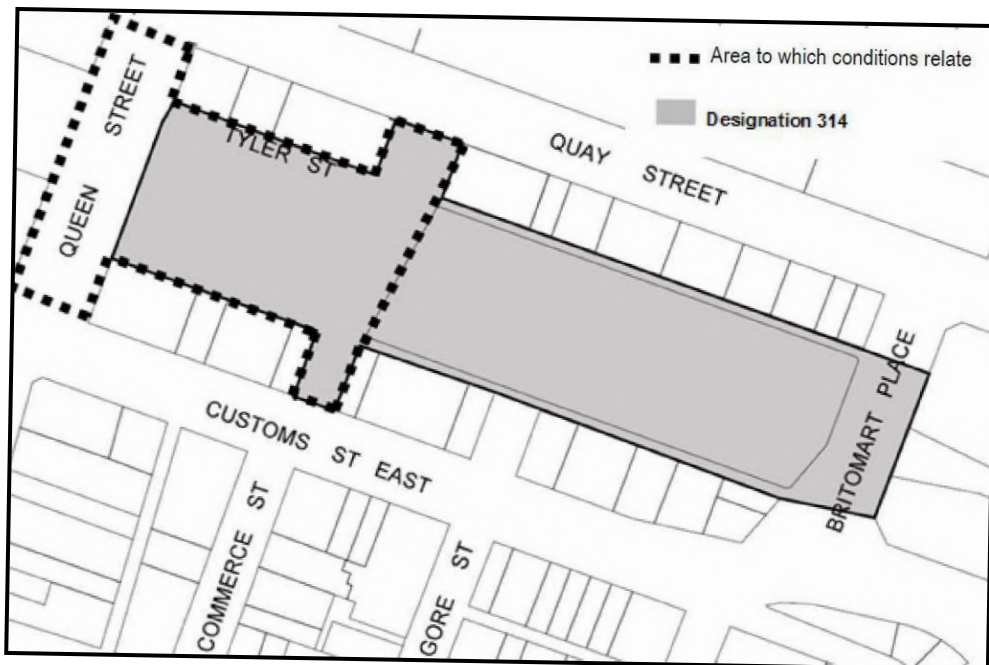 Area to which conditions relate
Designation 314
QUAY STREET
TYLER ST
QUEEN STREET
BRITOMART PLACE
CUSTOMS ST EAST
COMMERCE ST
GORE ST